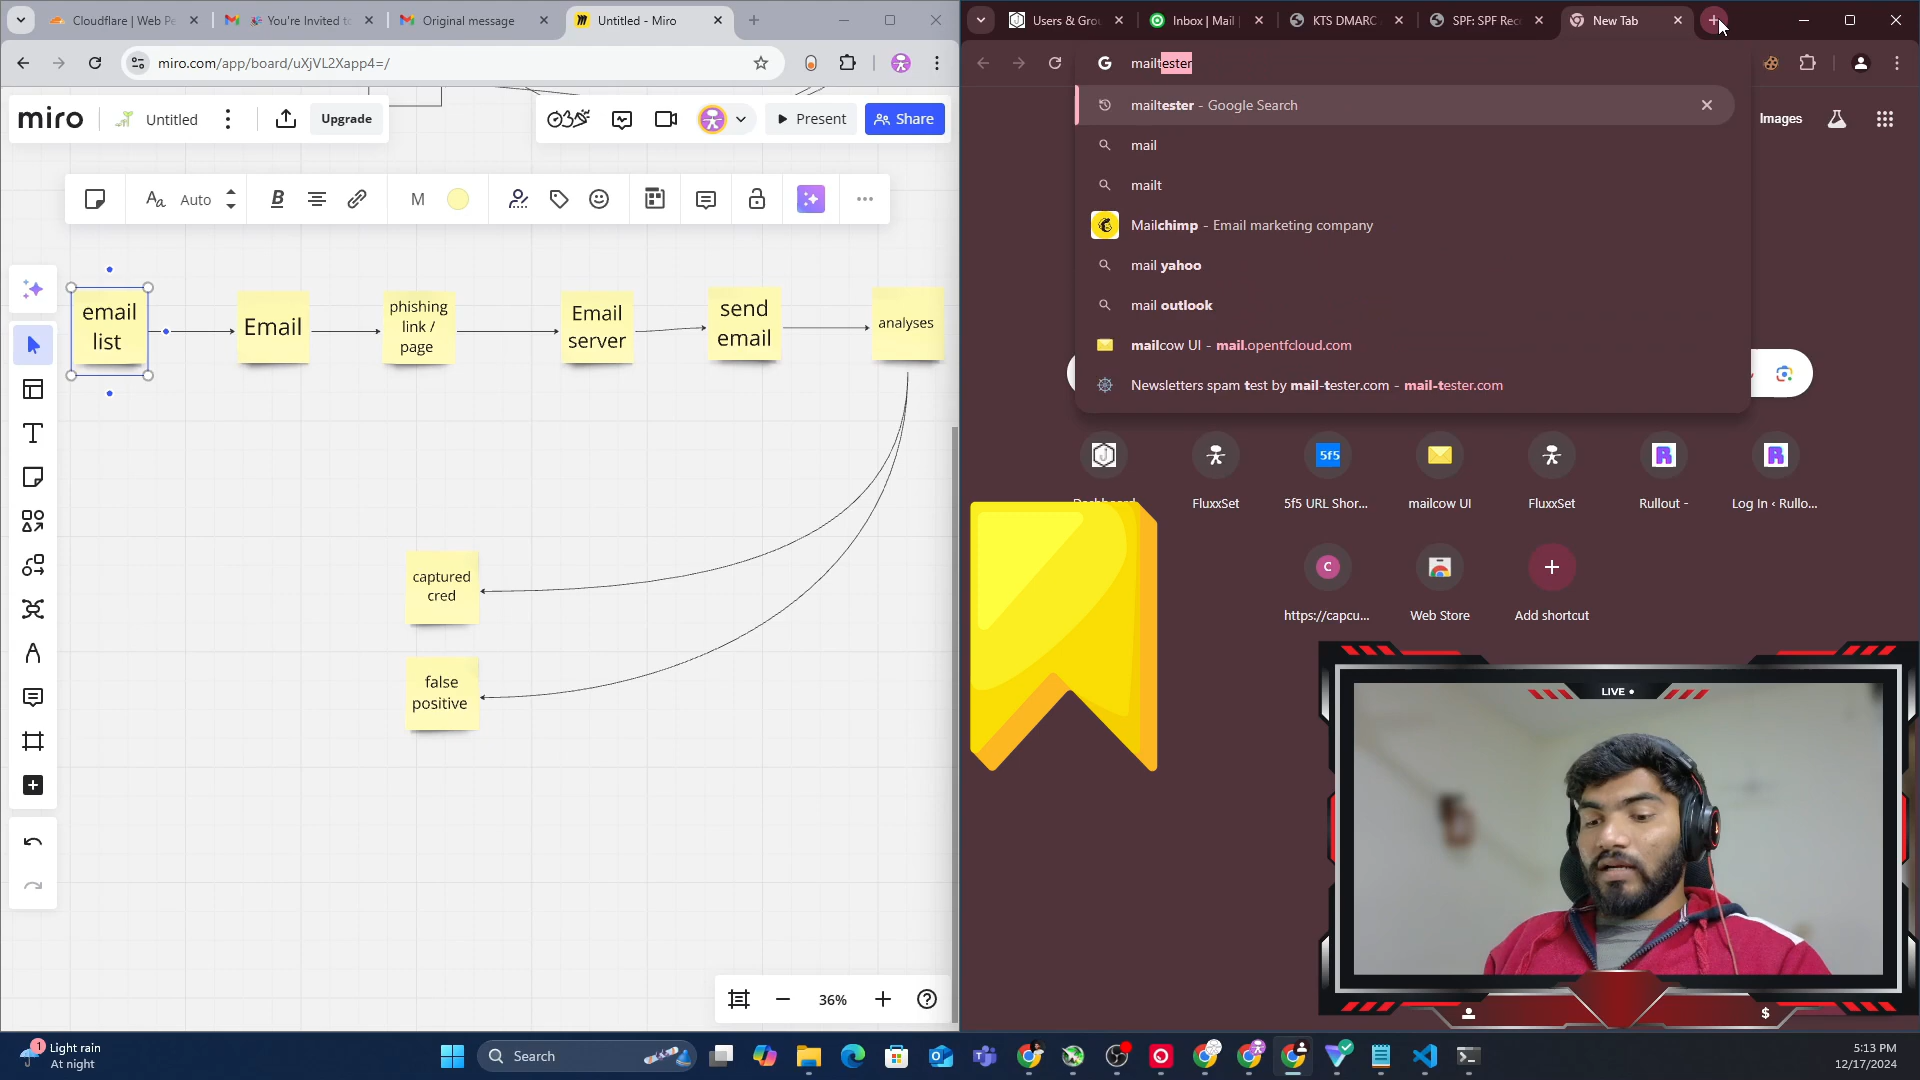 Cloudflare | Web Pe
You're Invited to
Original message
Untitled - Miro
miro.com/app/board/uXjVL2Xapp4=/
miro
Untitled
Upgrade
Present
Share
Auto
B
M
email
list
Email
phishing
link /
page
Email
server
send
email
analyses
captured
cred
false
positive
36%
Users & Gro
Inbox | Mail
KTS DMARC
SPF: SPF Rec
New Tab
mailtester
mailtester - Google Search
mail
mailt
Mailchimp - Email marketing company
mail yahoo
mail outlook
mailcow UI - mail.opentfcloud.com
Newsletters spam test by mail-tester.com - mail-tester.com
Images
Dashboard
FluxxSet
5f5
5f5 URL Shor...
mailcow UI
FluxxSet
Rullout -
Log In ‹ Rullo...
C
https://capcu...
Web Store
Add shortcut
LIVE
$
1
Light rain
At night
Search
5:13 PM
12/17/2024